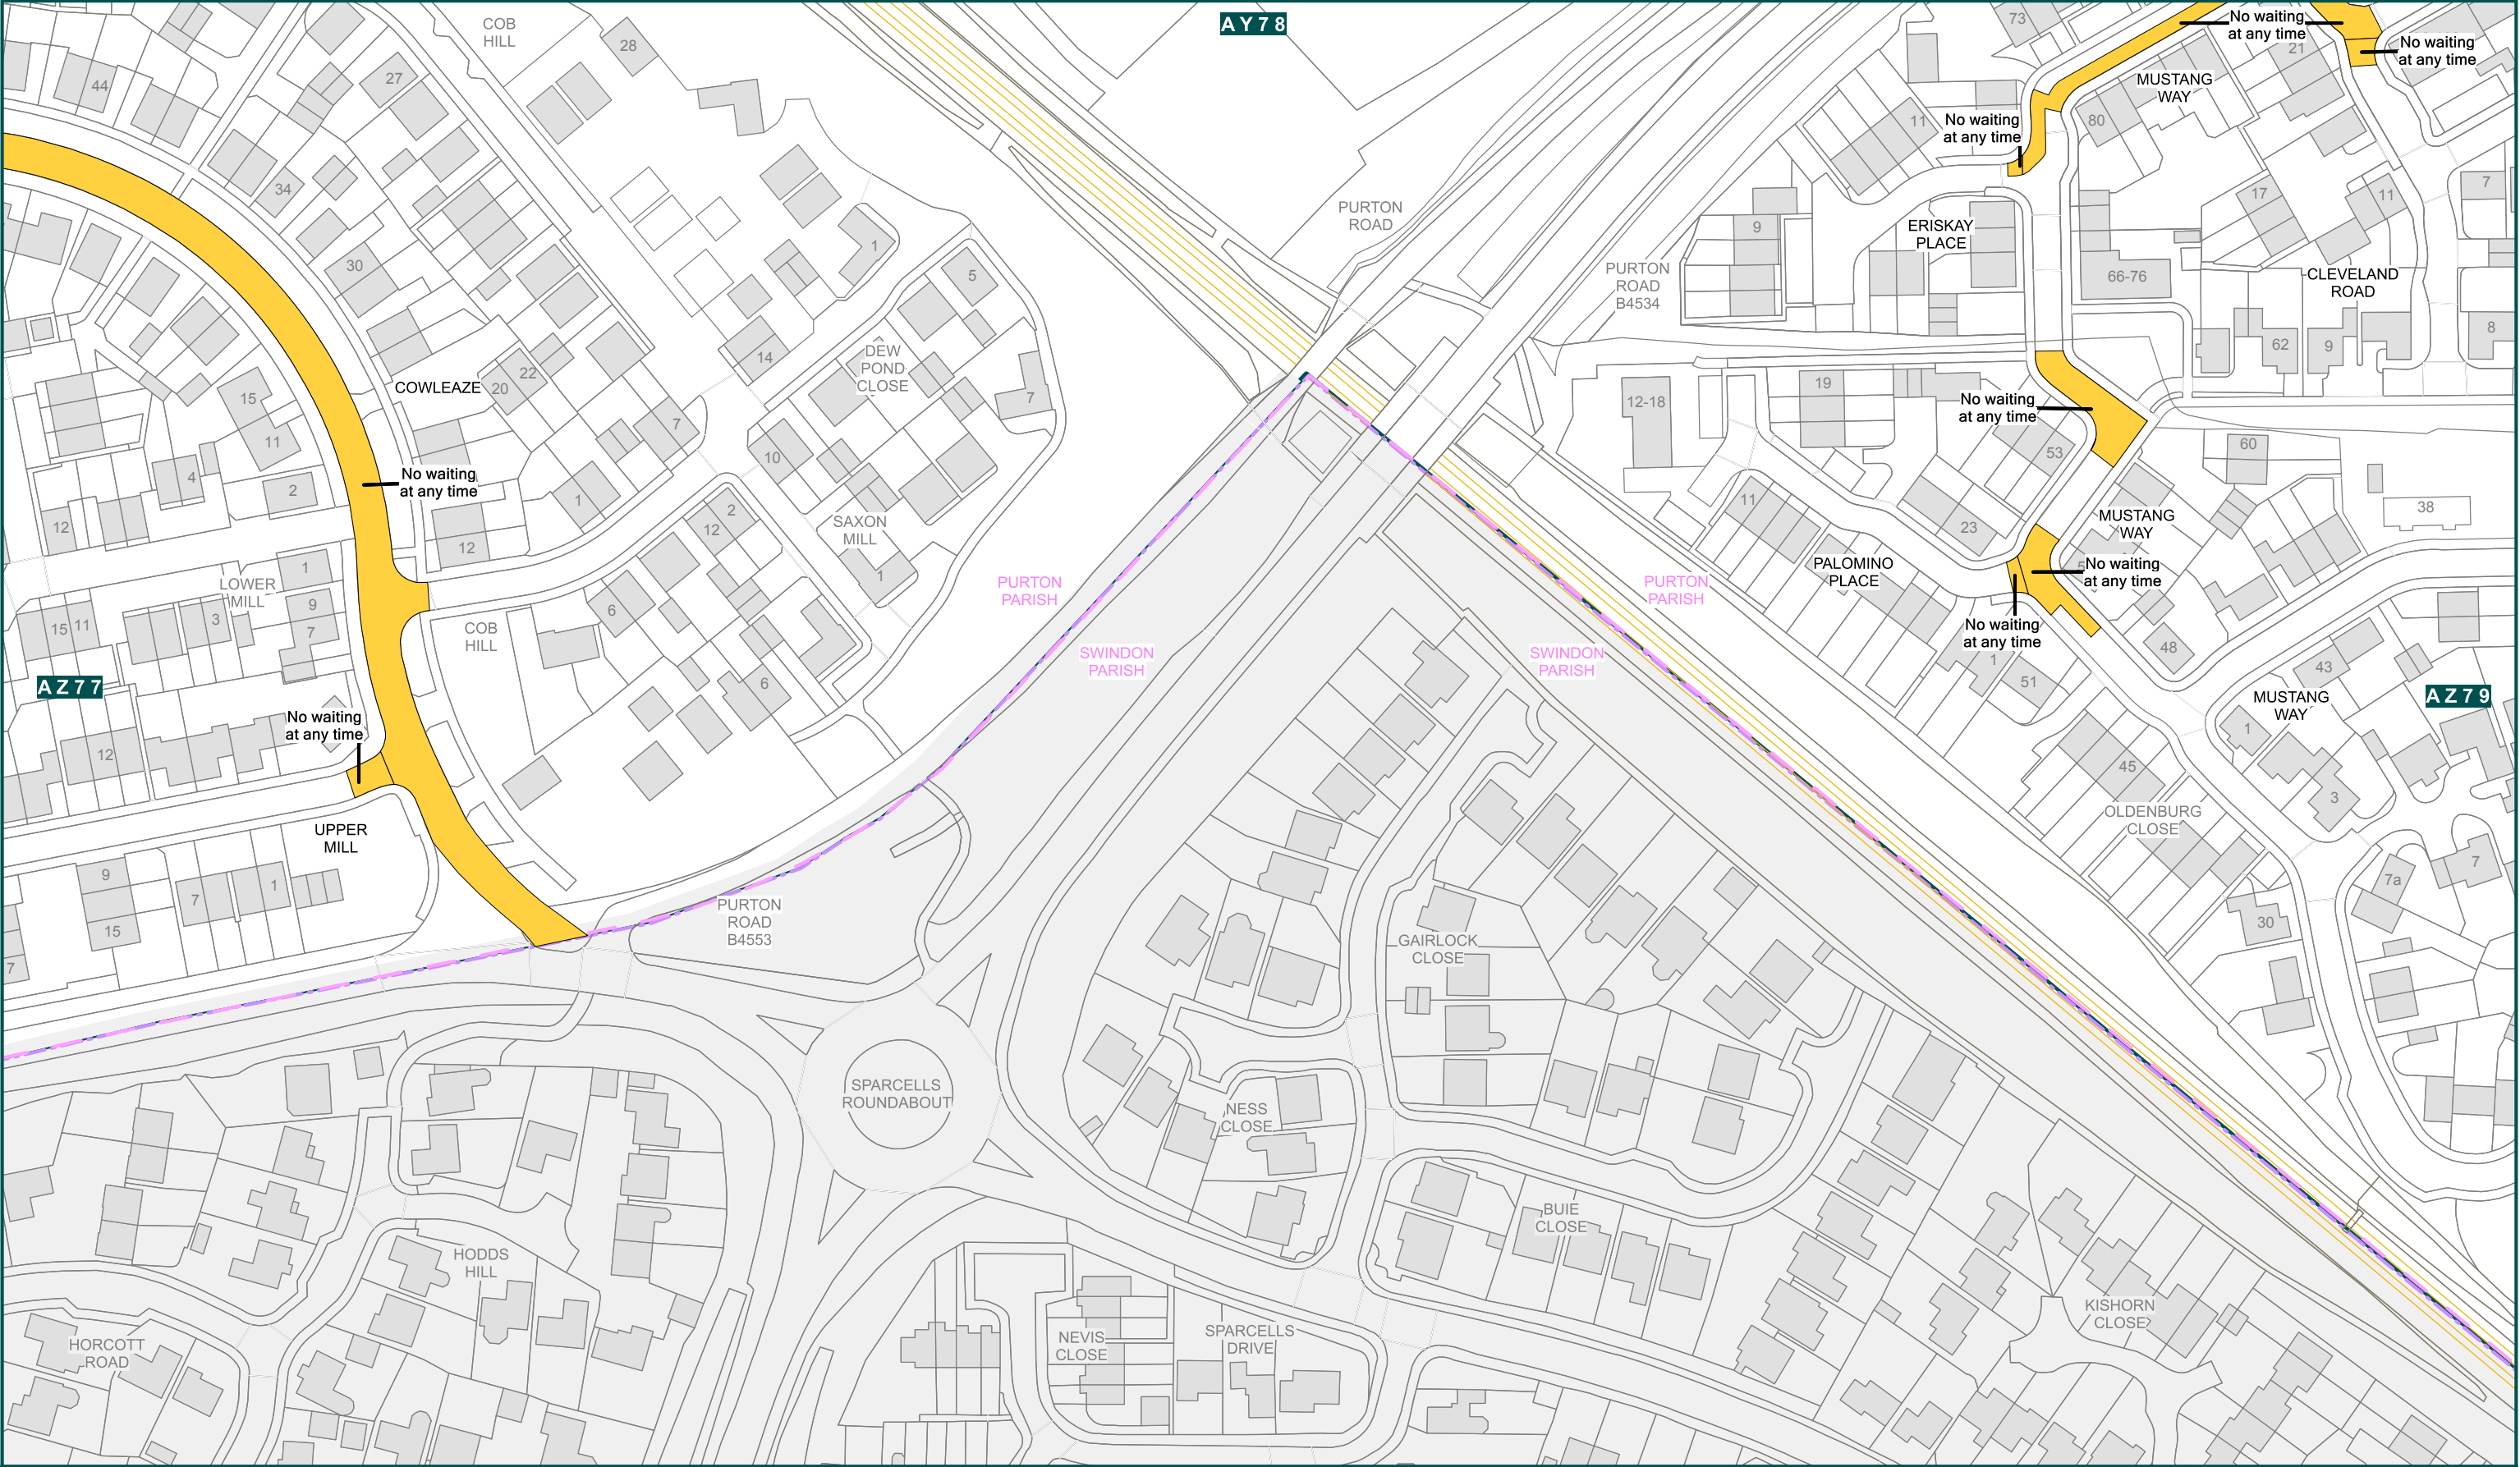 COB
HILL
28
27
44
34
30
1
5
14
DEW
POND
CLOSE
7
COWLEAZE
20
22
7
15
11
4
2
12
No waiting
at any time
10
1
12
12
2
SAXON
MILL
1
LOWER
MILL
1
9
7
3
15
11
6
COB
HILL
6
AZ77
No waiting
at any time
12
UPPER
MILL
9
7
1
15
7
PURTON
ROAD
B4553
AY78
PURTON
ROAD
PURTON
ROAD
B4534
PURTON
PARISH
SWINDON
PARISH
PURTON
PARISH
SWINDON
PARISH
73
No waiting
at any time
21
No waiting
at any time
MUSTANG
WAY
No waiting
at any time
11
80
9
ERISKAY
PLACE
17
11
7
66-76
CLEVELAND
ROAD
62
9
8
12-18
19
No waiting
at any time
53
60
38
11
23
MUSTANG
WAY
PALOMINO
PLACE
No waiting
at any time
No waiting
at any time
1
51
48
43
MUSTANG
WAY
AZ79
1
45
3
OLDENBURG
CLOSE
7a
7
30
GAIRLOCK
CLOSE
SPARCELLS
ROUNDABOUT
NESS
CLOSE
BUIE
CLOSE
HODDS
HILL
HORCOTT
ROAD
NEVIS
CLOSE
SPARCELLS
DRIVE
KISHORN
CLOSE